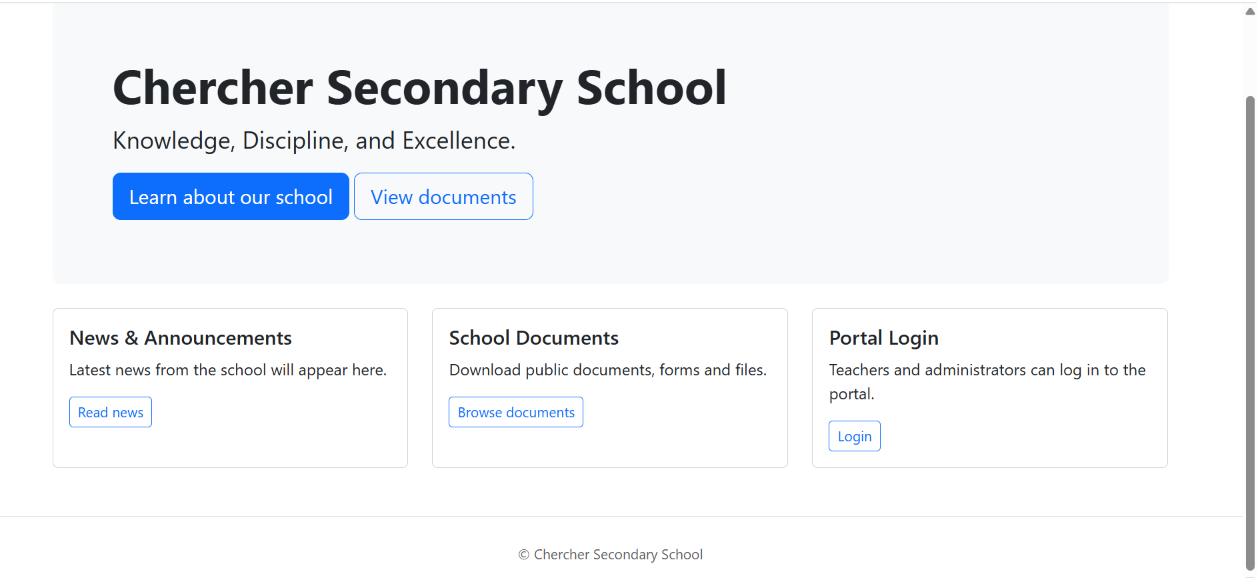 Chercher Secondary School
Knowledge, Discipline, and Excellence.
Learn about our school
View documents
News & Announcements
Latest news from the school will appear here.
Read news
School Documents
Download public documents, forms and files.
Browse documents
Portal Login
Teachers and administrators can log in to the
portal.
Login
© Chercher Secondary School